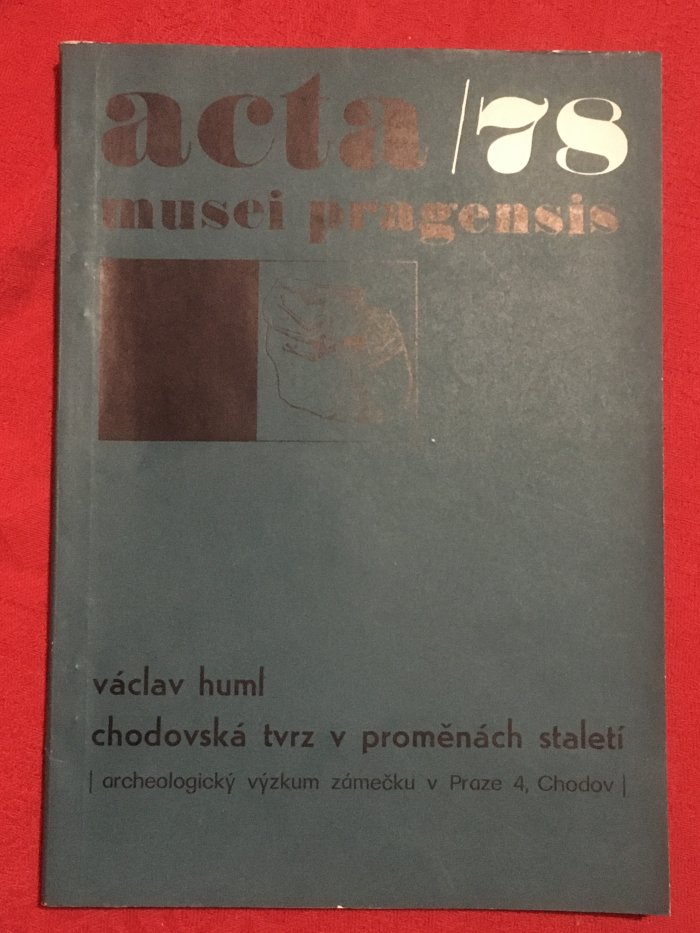 acta /78
musei pragensis
václav huml
chodovská tvrz v proměnách staletí
| archeologický výzkum zámečku v Praze 4, Chodov |